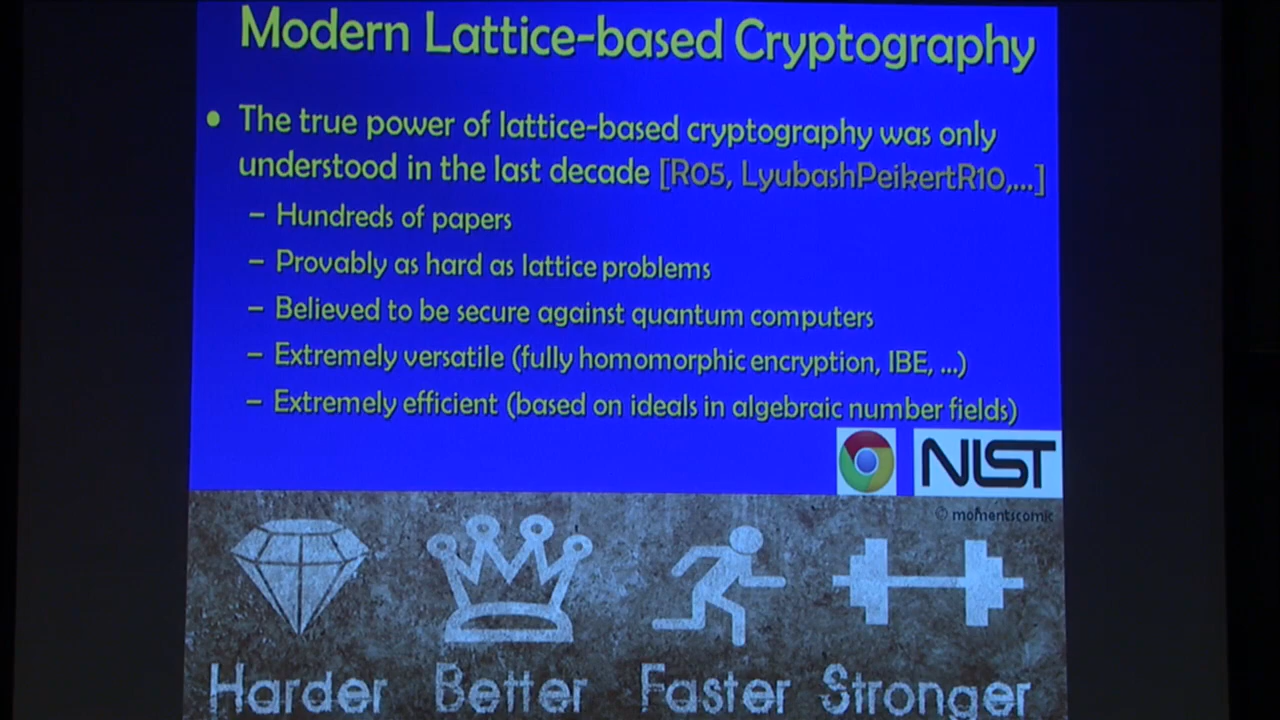 Modern Lattice-based Cryptography
• The true power of lattice-based cryptography was only
understood in the last decade [R05, LyubashPeikertR10,...]
– Hundreds of papers
– Provably as hard as lattice problems
– Believed to be secure against quantum computers
– Extremely versatile (fully homomorphic encryption, IBE, ...)
– Extremely efficient (based on ideals in algebraic number fields)
NIST
© momentscomic
Harder Better Faster Stronger